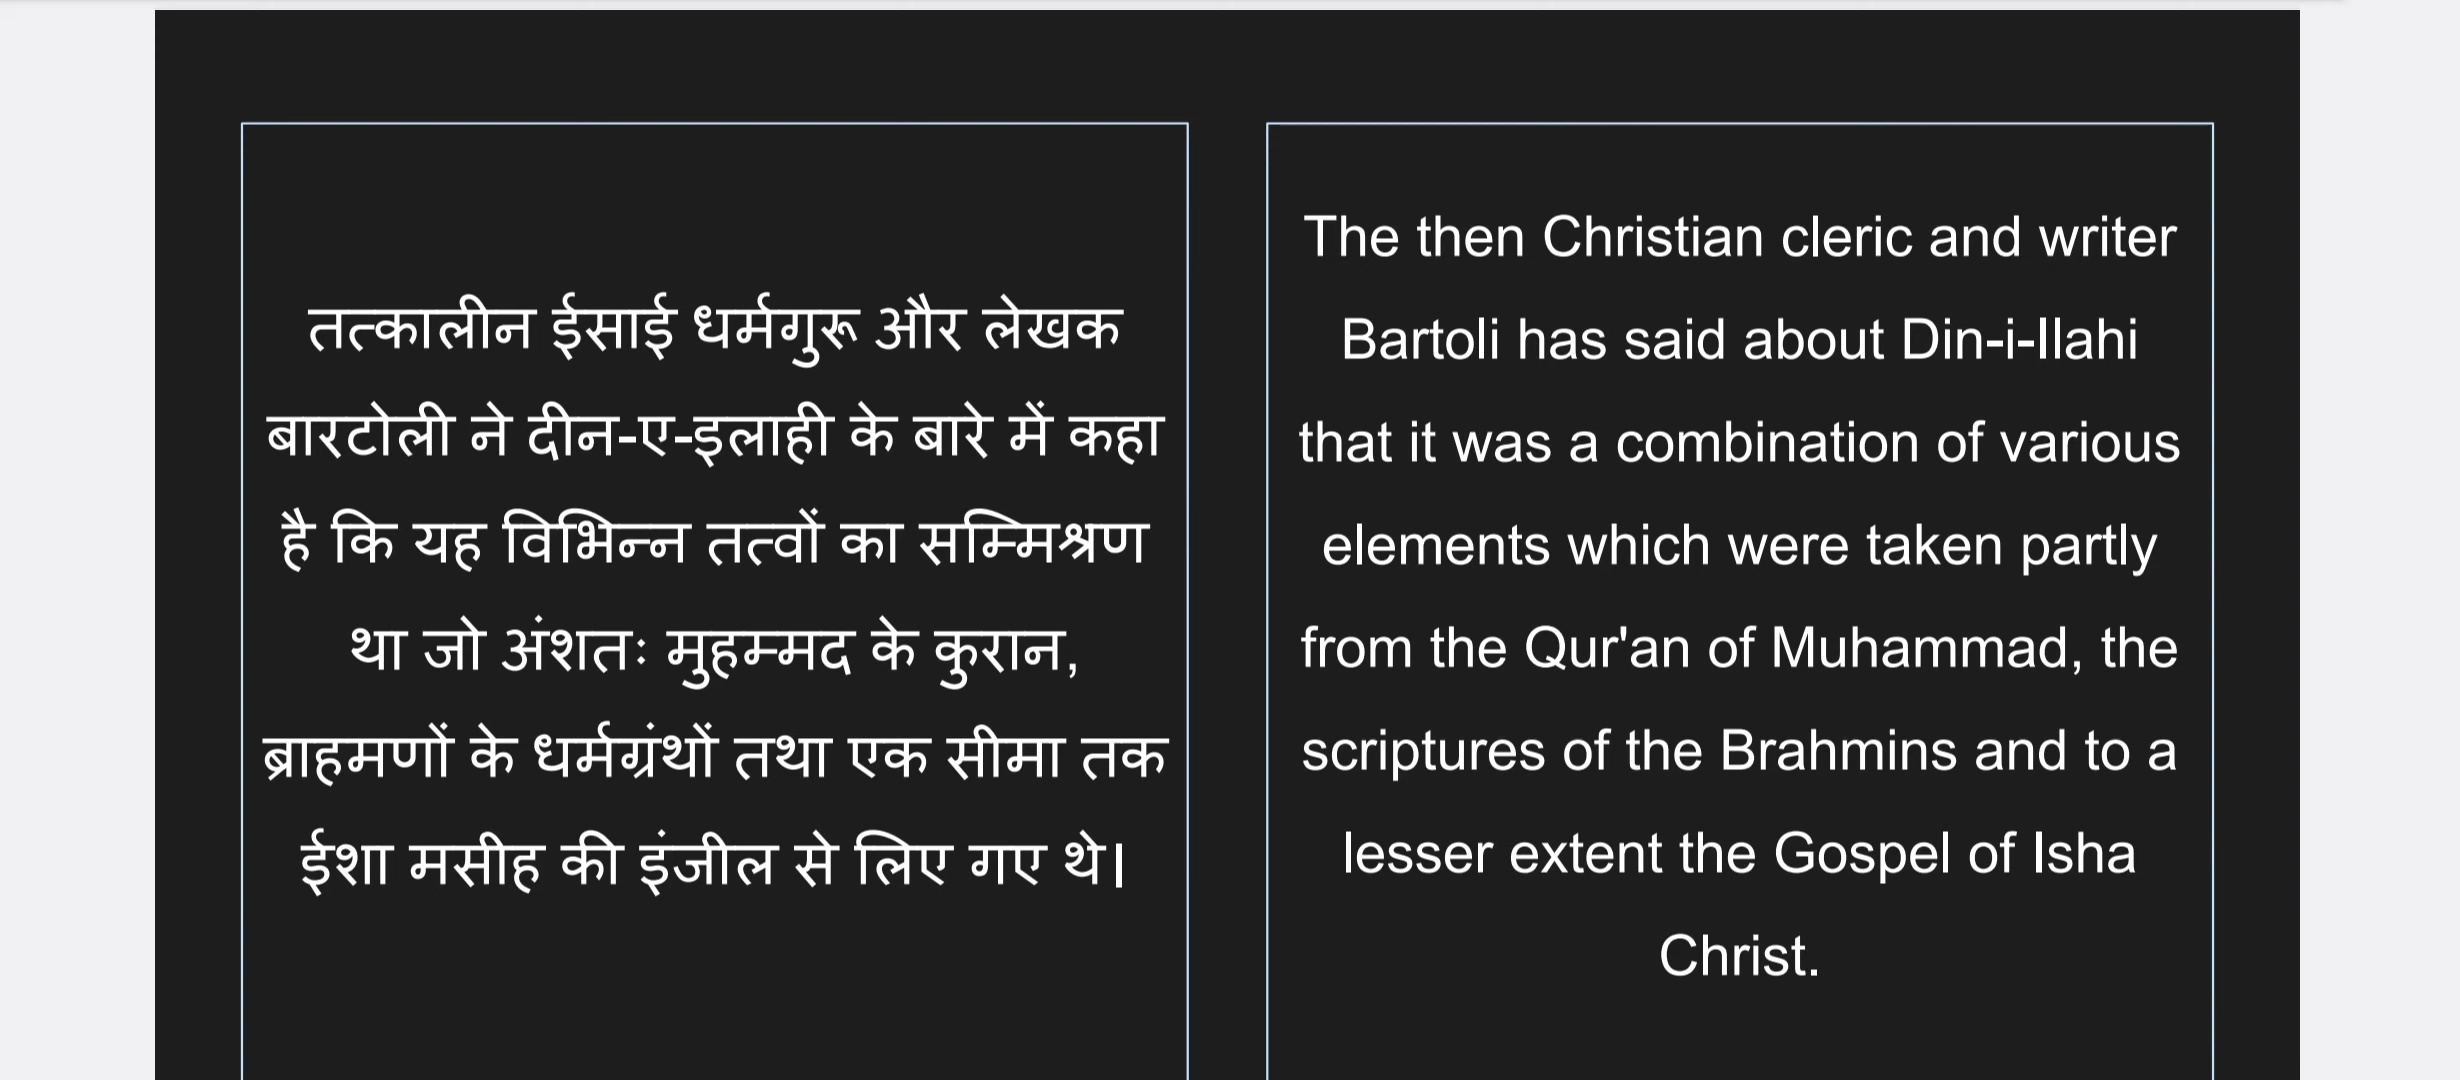 तत्कालीन ईसाई धर्मगुरू और लेखक
बारटोली ने दीन-ए-इलाही के बारे में कहा
है कि यह विभिन्न तत्वों का सम्मिश्रण
था जो अंशतः मुहम्मद के कुरान,
ब्राहमणों के धर्मग्रंथों तथा एक सीमा तक
ईशा मसीह की इंजील से लिए गए थे।
The then Christian cleric and writer
Bartoli has said about Din-i-Ilahi
that it was a combination of various
elements which were taken partly
from the Qur'an of Muhammad, the
scriptures of the Brahmins and to a
lesser extent the Gospel of Isha
Christ.